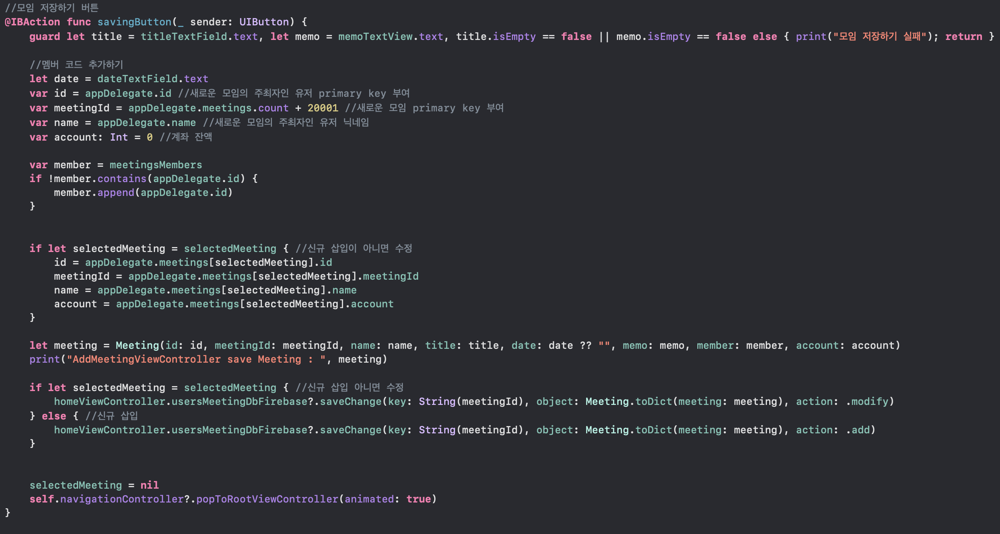 //모임 저장하기 버튼
@IBAction func savingButton(_ sender: UIButton) {
    guard let title = titleTextField.text, let memo = memoTextView.text, title.isEmpty == false || memo.isEmpty == false else { print("모임 저장하기 실패"); return }
    //멤버 코드 추가하기
    let date = dateTextField.text
    var id = appDelegate.id //새로운 모임의 주최자인 유저 primary key 부여
    var meetingId = appDelegate.meetings.count + 20001 //새로운 모임 primary key 부여
    var name = appDelegate.name //새로운 모임의 주최자인 유저 닉네임
    var account: Int = 0 //계좌 잔액
    var member = meetingsMembers
    if !member.contains(appDelegate.id) {
        member.append(appDelegate.id)
    }
    if let selectedMeeting = selectedMeeting { //신규 삽입이 아니면 수정
        id = appDelegate.meetings[selectedMeeting].id
        meetingId = appDelegate.meetings[selectedMeeting].meetingId
        name = appDelegate.meetings[selectedMeeting].name
        account = appDelegate.meetings[selectedMeeting].account
    }
    let meeting = Meeting(id: id, meetingId: meetingId, name: name, title: title, date: date ?? "", memo: memo, member: member, account: account)
    print("AddMeetingViewController save Meeting : ", meeting)
    if let selectedMeeting = selectedMeeting { //신규 삽입 아니면 수정
        homeViewController.usersMeetingDbFirebase?.saveChange(key: String(meetingId), object: Meeting.toDict(meeting: meeting), action: .modify)
    } else { //신규 삽입
        homeViewController.usersMeetingDbFirebase?.saveChange(key: String(meetingId), object: Meeting.toDict(meeting: meeting), action: .add)
    }
    selectedMeeting = nil
    self.navigationController?.popToRootViewController(animated: true)
}